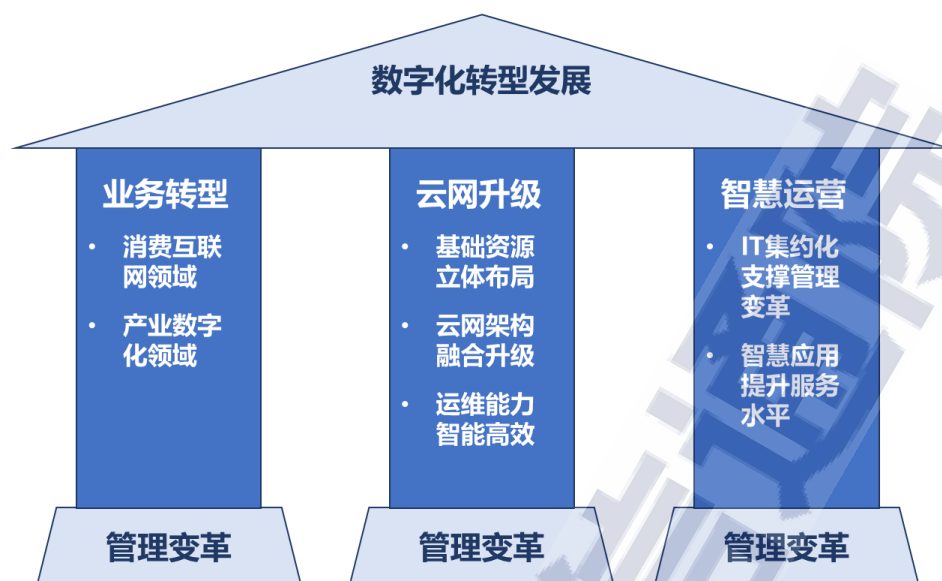 数字化转型发展
业务转型
• 消费互联
网领域
• 产业数字
化领域
云网升级
• 基础资源
立体布局
• 云网架构
融合升级
• 运维能力
智能高效
智慧运营
• IT集约化
支撑管理
变革
• 智慧应用
提升服务
水平
管理变革
管理变革
管理变革